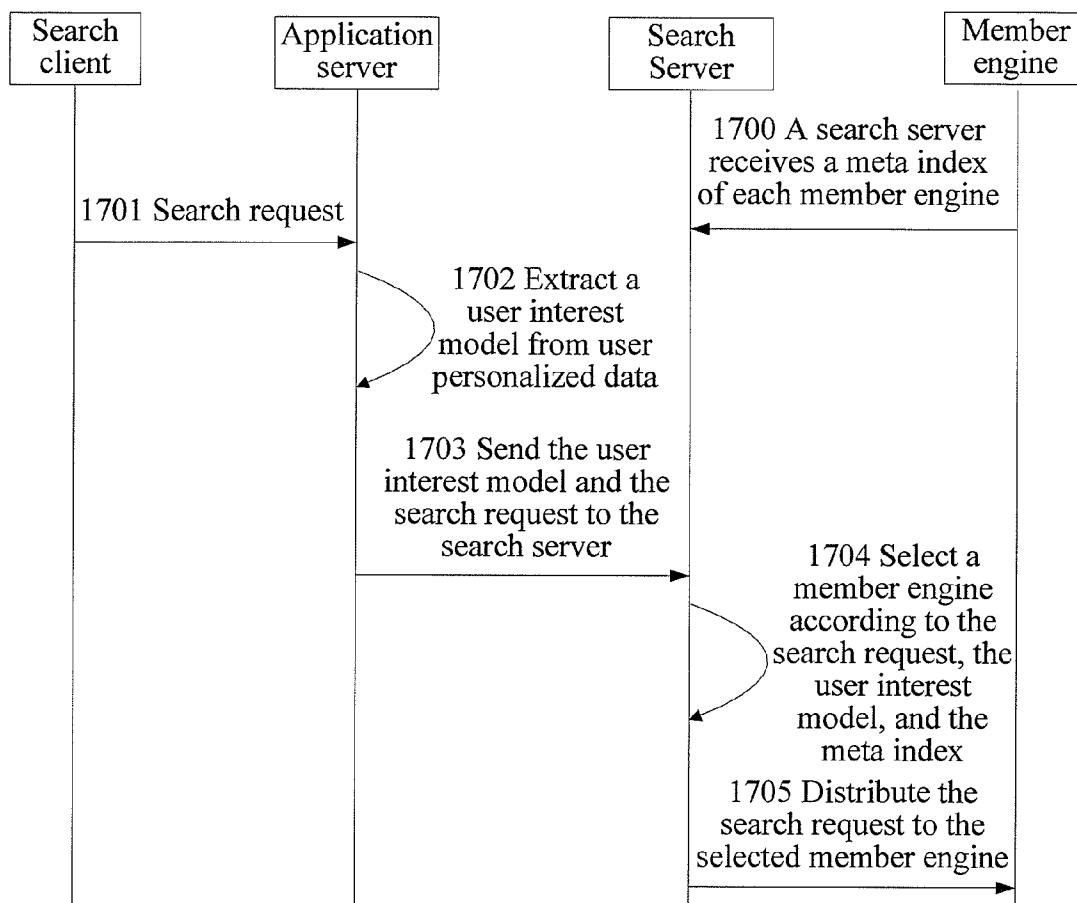 Search
client
Application
server
Search
Server
Member
engine
1700 A search server
receives a meta index
of each member engine
1701 Search request
1702 Extract a
user interest
model from user
personalized data
1703 Send the user
interest model and the
search request to the
search server
1704 Select a
member engine
according to the
search request, the
user interest
model, and the
meta index
1705 Distribute the
search request to the
selected member engine